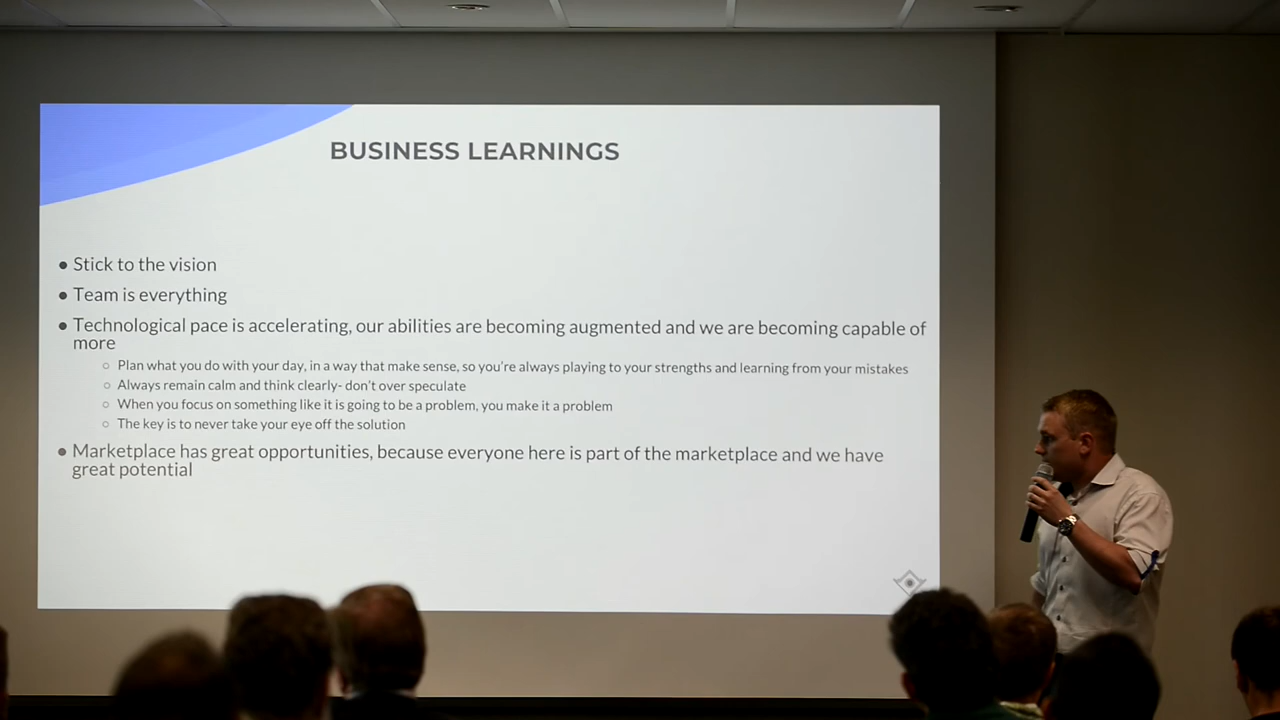 BUSINESS LEARNINGS
● Stick to the vision
● Team is everything
● Technological pace is accelerating, our abilities are becoming augmented and we are becoming capable of
more
○ Plan what you do with your day, in a way that make sense, so you're always playing to your strengths and learning from your mistakes
○ Always remain calm and think clearly- don't over speculate
○ When you focus on something like it is going to be a problem, you make it a problem
○ The key is to never take your eye off the solution
● Marketplace has great opportunities, because everyone here is part of the marketplace and we have
great potential